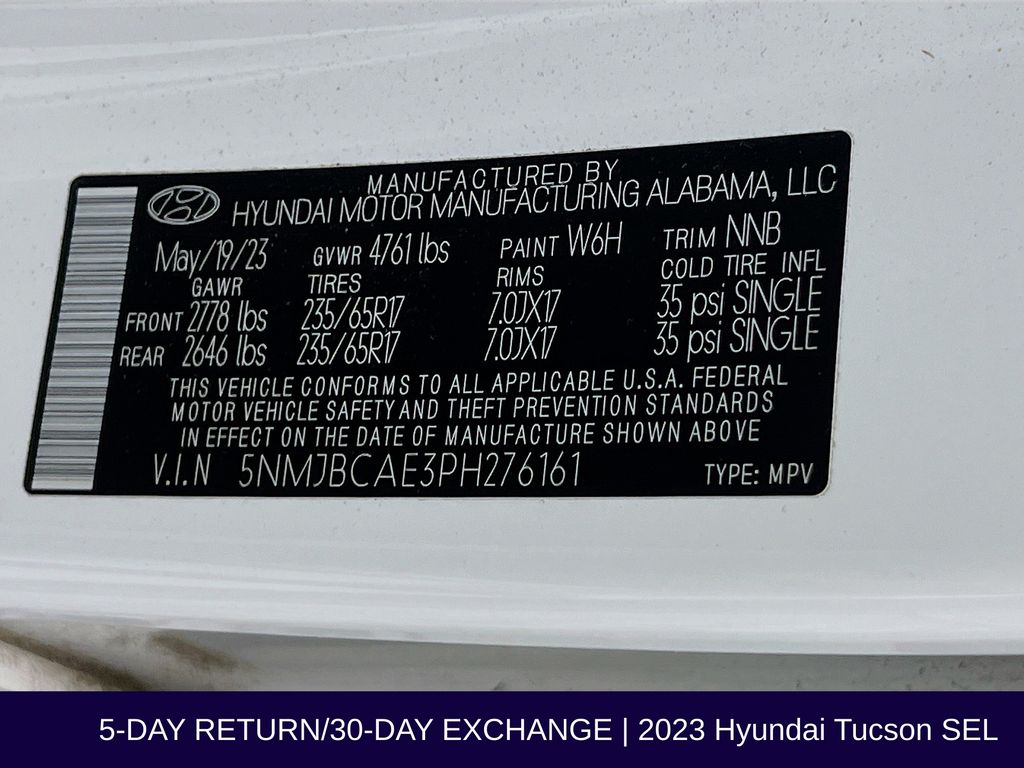 MANUFACTURED BY
HYUNDAI MOTOR MANUFACTURING ALABAMA, LLC
May/19/23 GVWR 4761 lbs PAINT W6H TRIM NNB
GAWR TIRES RIMS COLD TIRE INFL
FRONT 2778 lbs 235/65R17 7.0JX17 35 psi SINGLE
REAR 2646 lbs 235/65R17 7.0JX17 35 psi SINGLE
THIS VEHICLE CONFORMS TO ALL APPLICABLE U.S.A. FEDERAL
MOTOR VEHICLE SAFETY AND THEFT PREVENTION STANDARDS
IN EFFECT ON THE DATE OF MANUFACTURE SHOWN ABOVE
V.I.N 5NMJBCAE3PH276161 TYPE: MPV
5-DAY RETURN/30-DAY EXCHANGE | 2023 Hyundai Tucson SEL